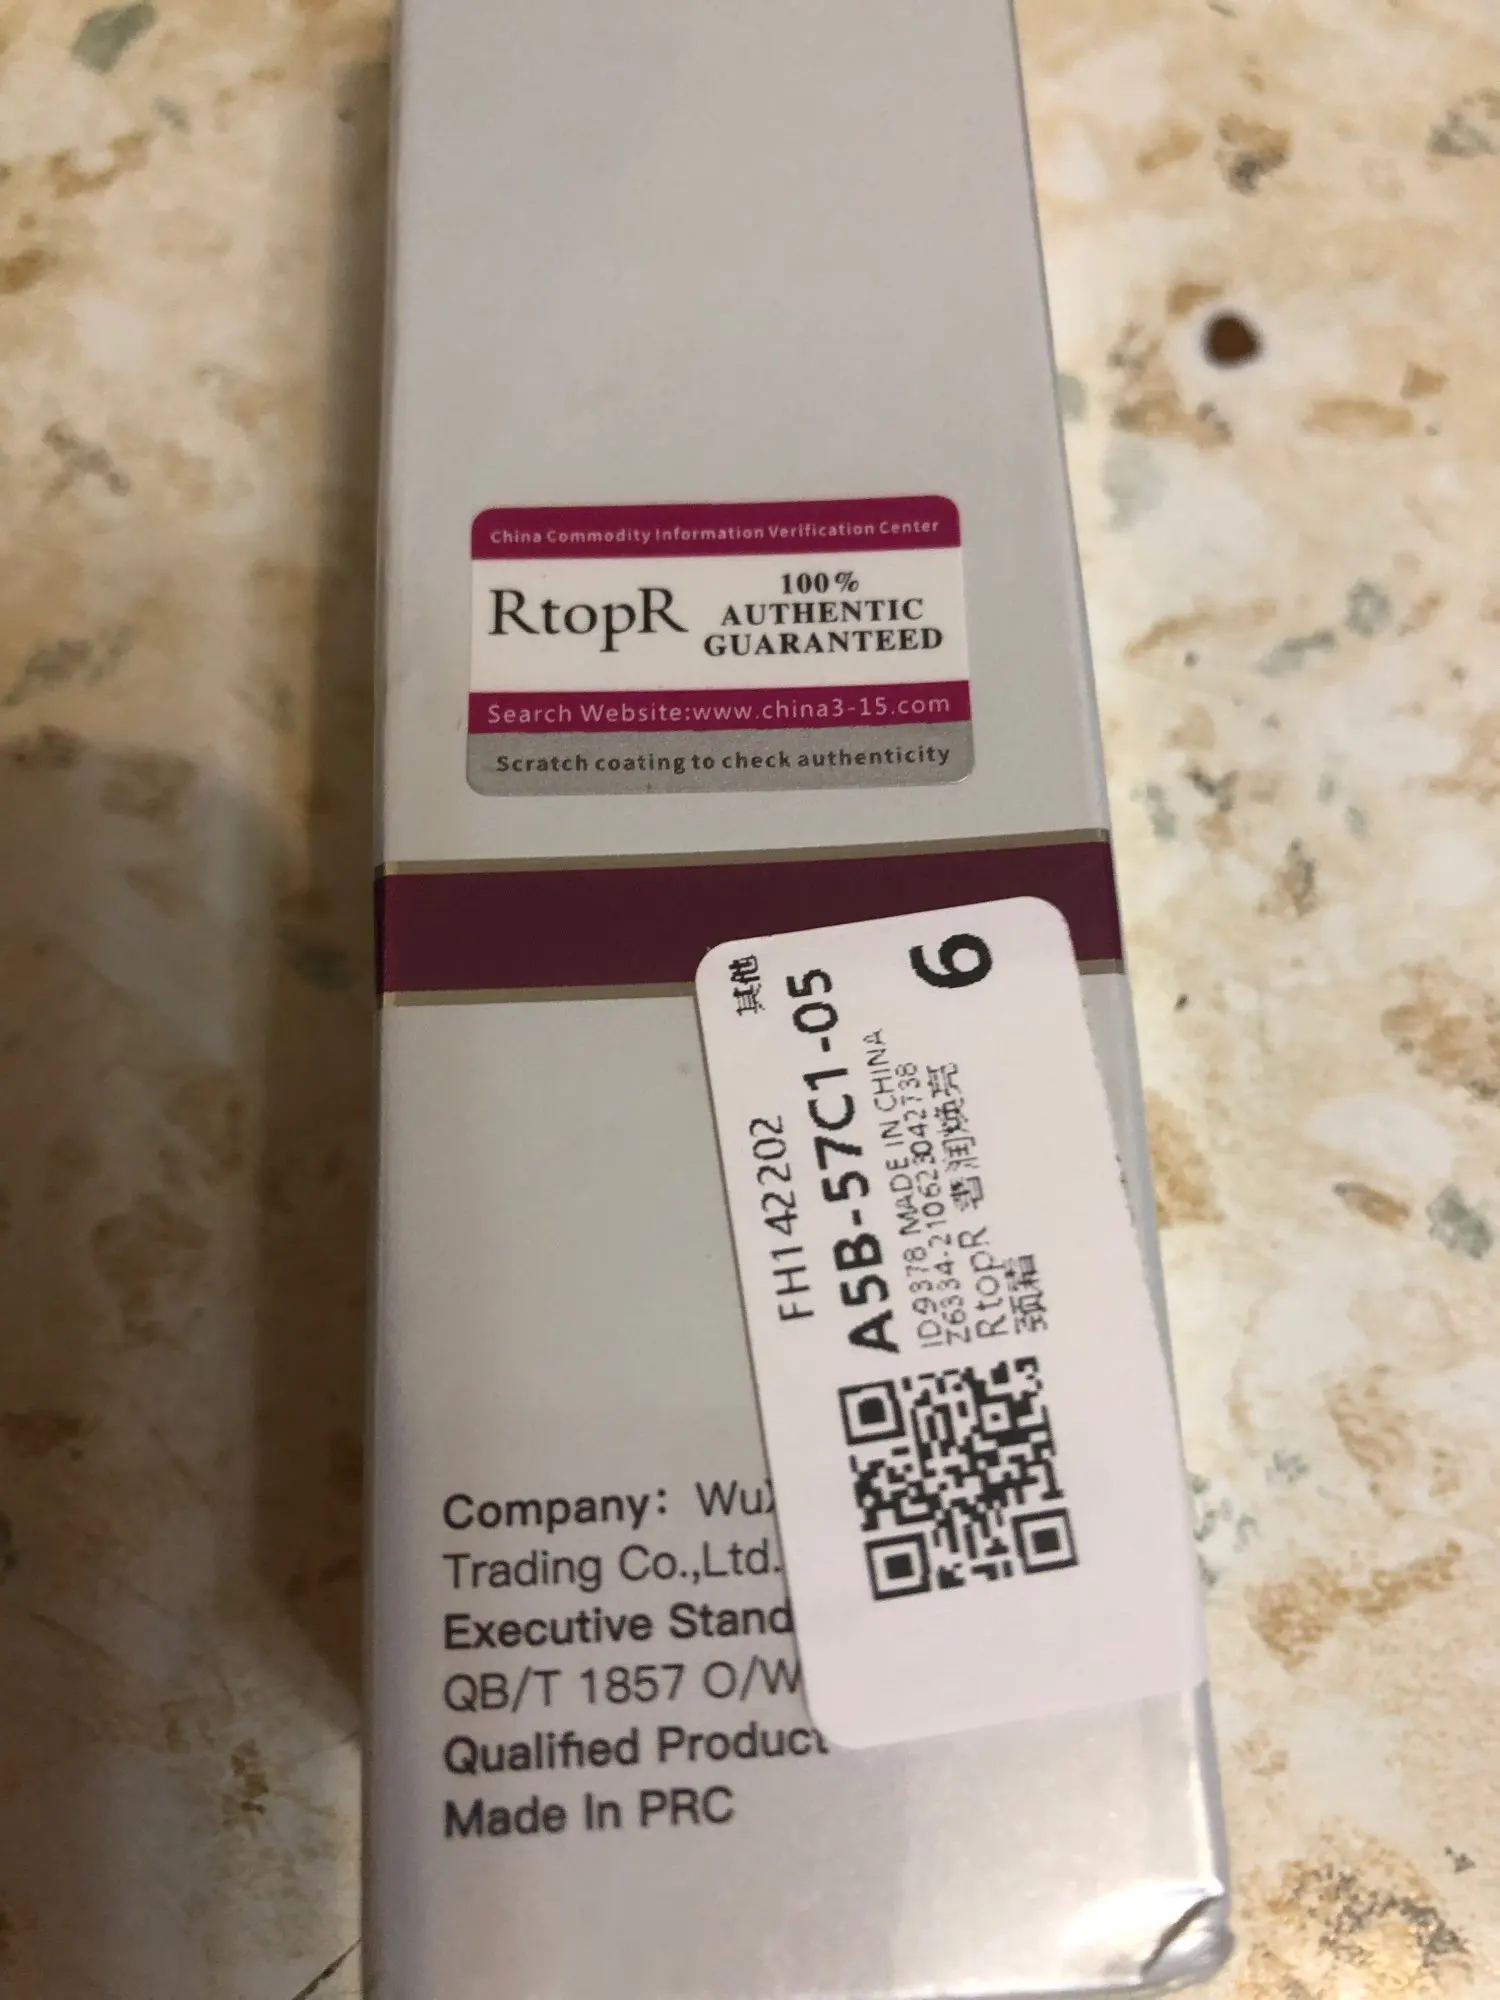 China Commodity Information Verification Center
RtopR
100%
AUTHENTIC
GUARANTEED
Search Website:www.china3-15.com
Scratch coating to check authenticity
其他
6
FH142202
A5B-57C1-05
ID9378 MADE IN CHINA
Z6334-210623042738
RtopR 润焕亮
颈霜
Company: Wu
Trading Co.,Ltd.
Executive Stand
QB/T 1857 O/W
Qualified Product
Made In PRC